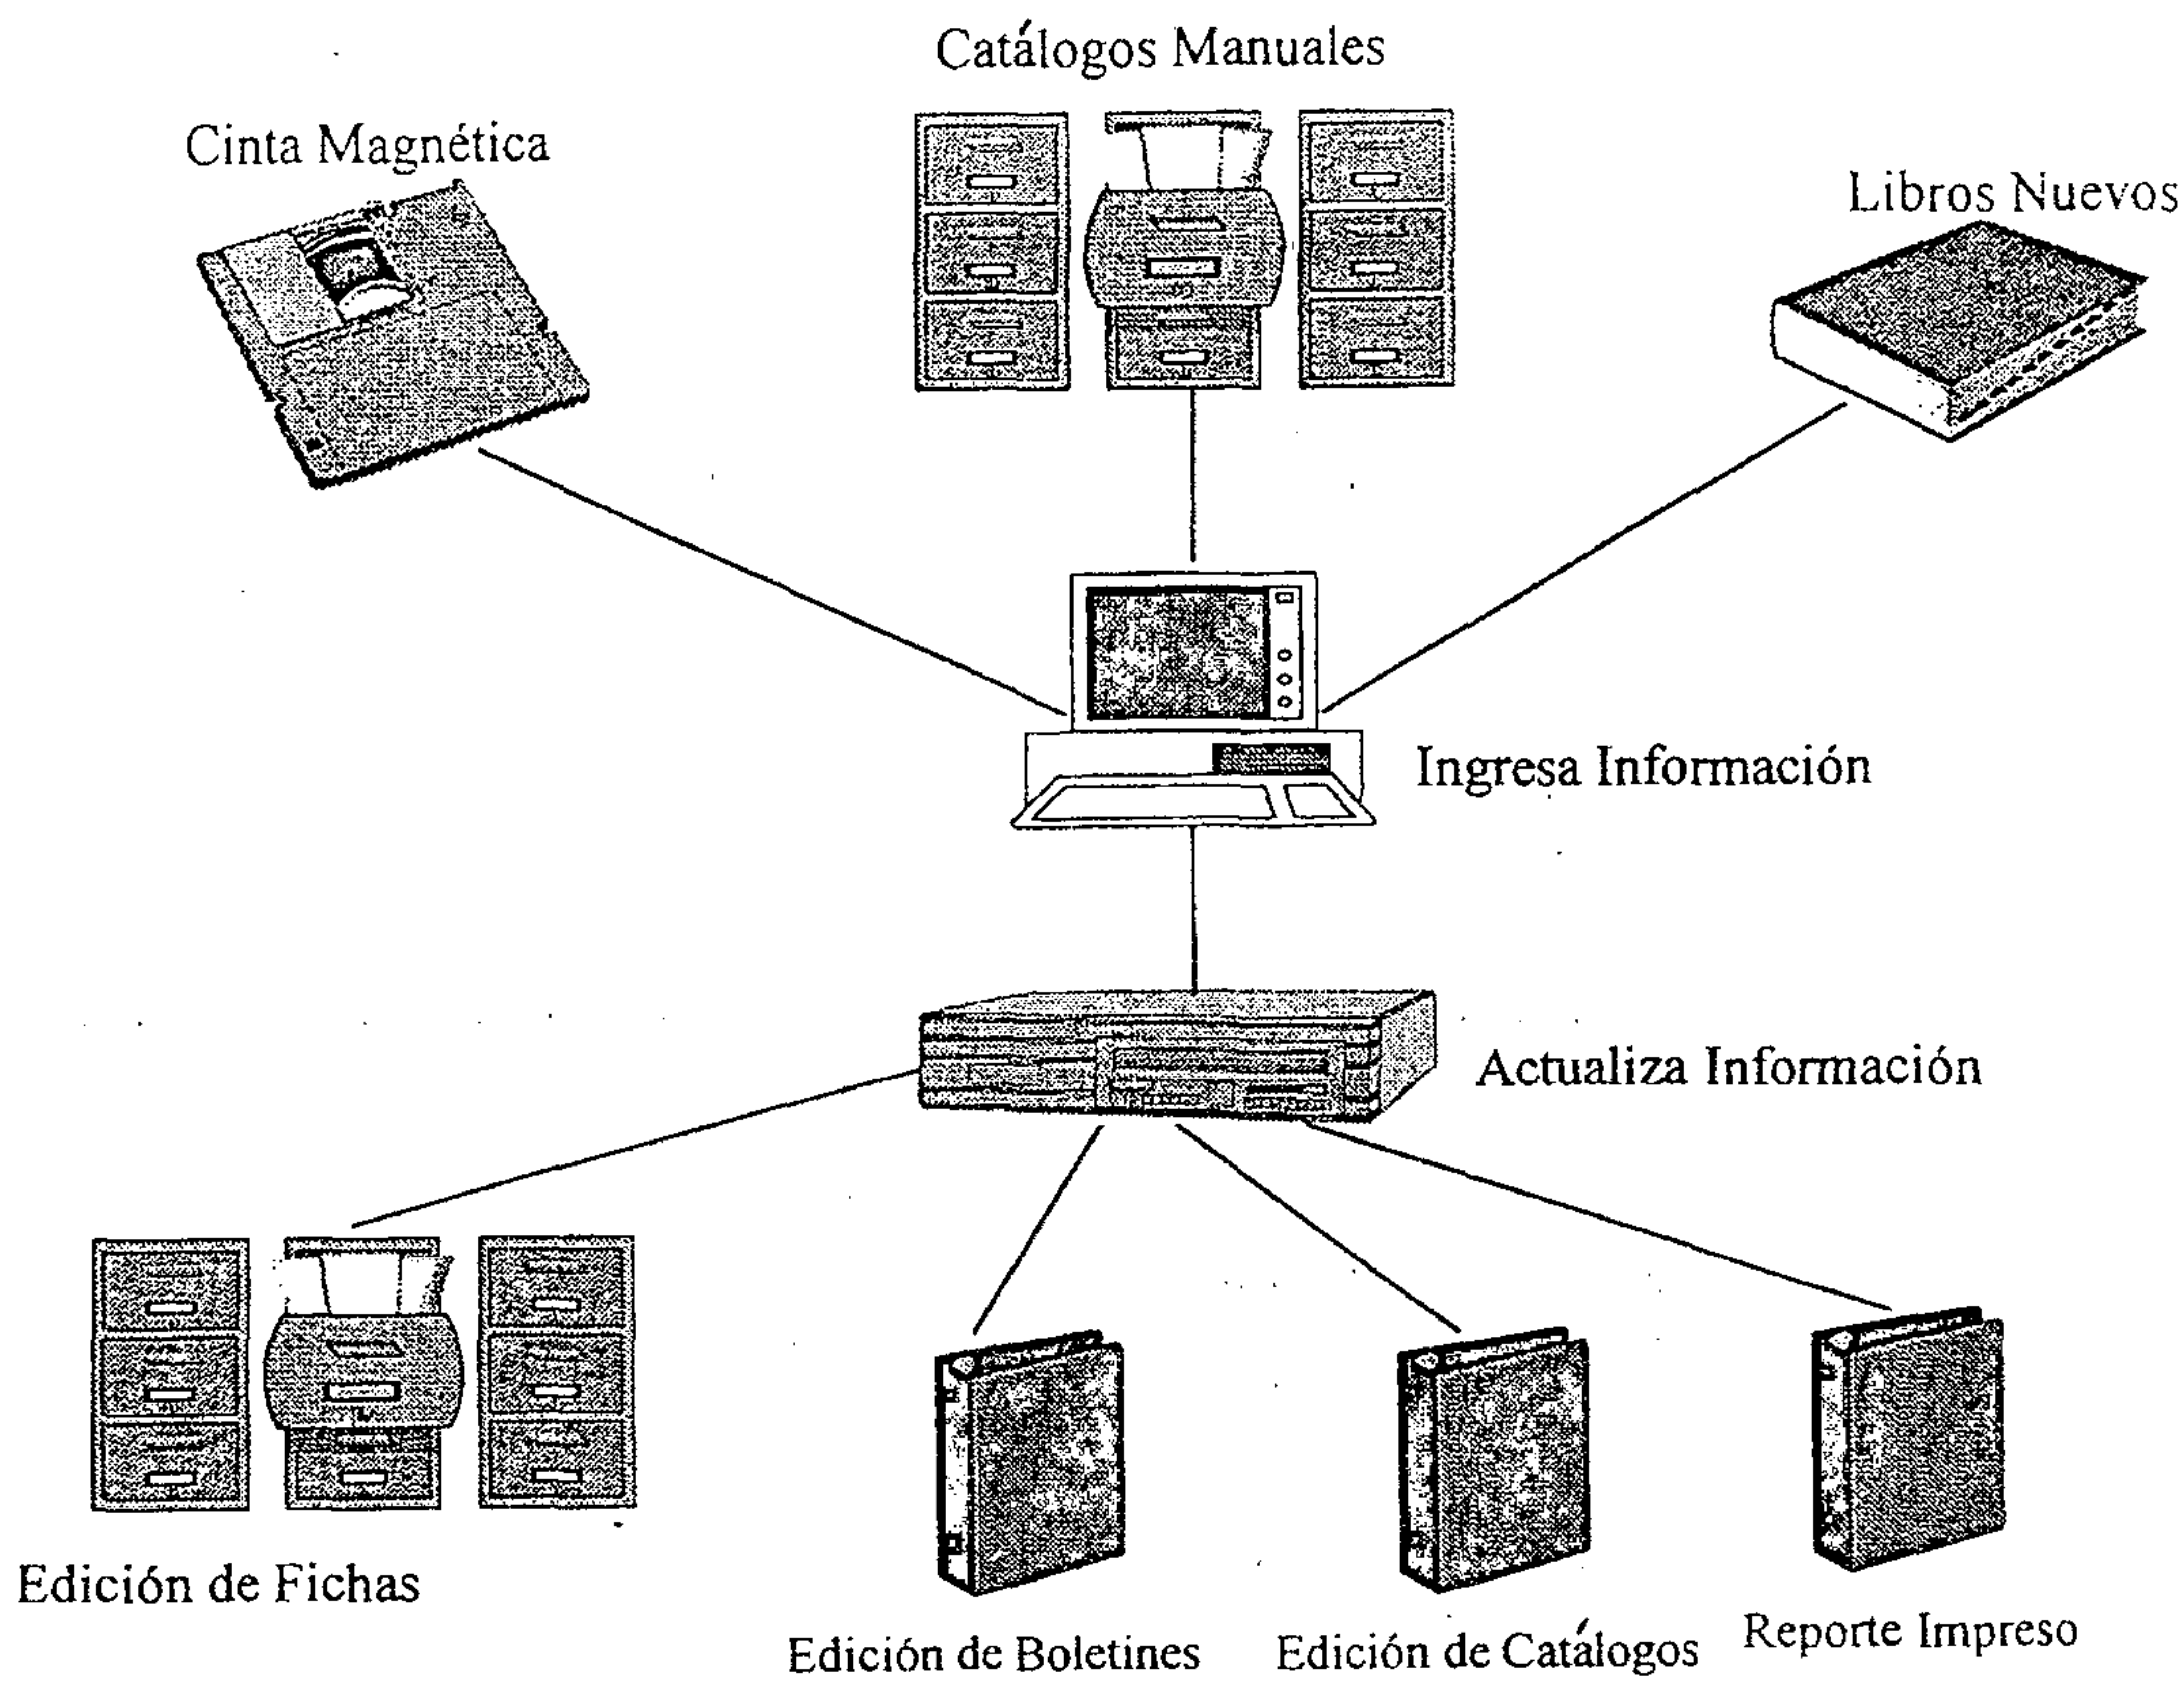 Catálogos Manuales
Cinta Magnética
Libros Nuevos
Ingresa Información
Actualiza Información
Edición de Fichas
Edición de Boletines
Edición de Catálogos
Reporte Impreso